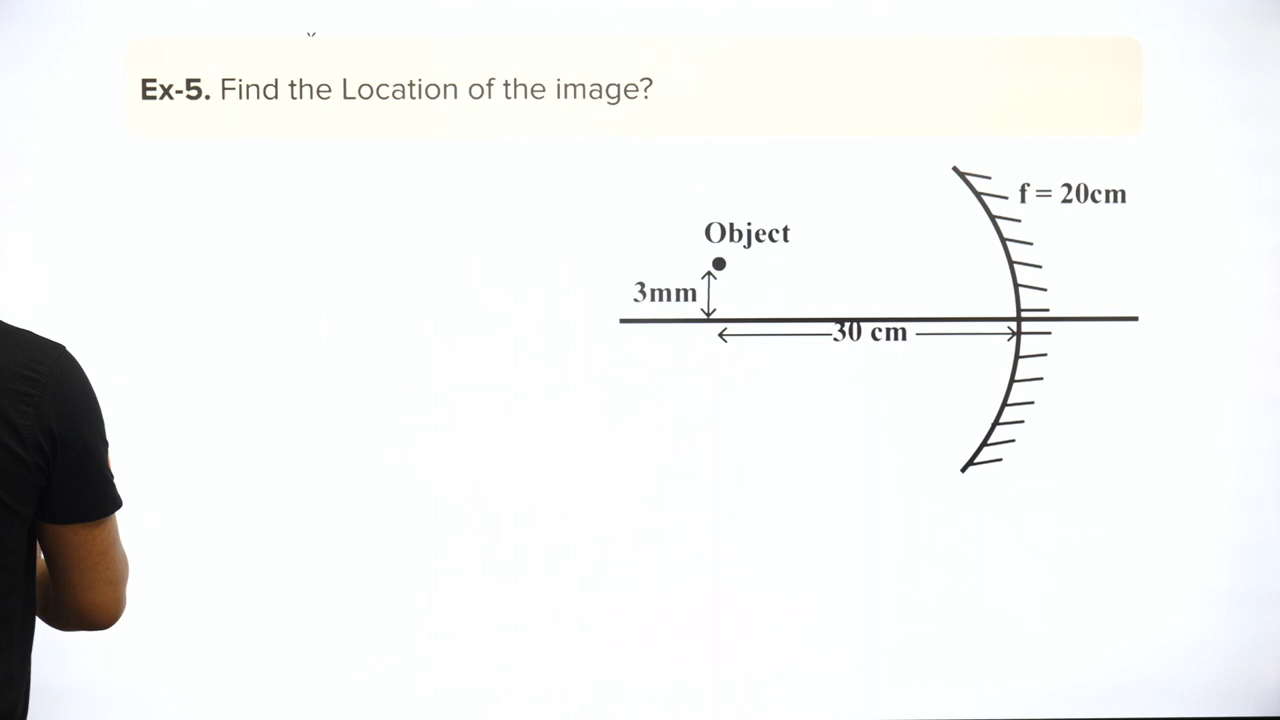 Ex-5. Find the Location of the image?
f = 20cm
Object
3mm
30 cm